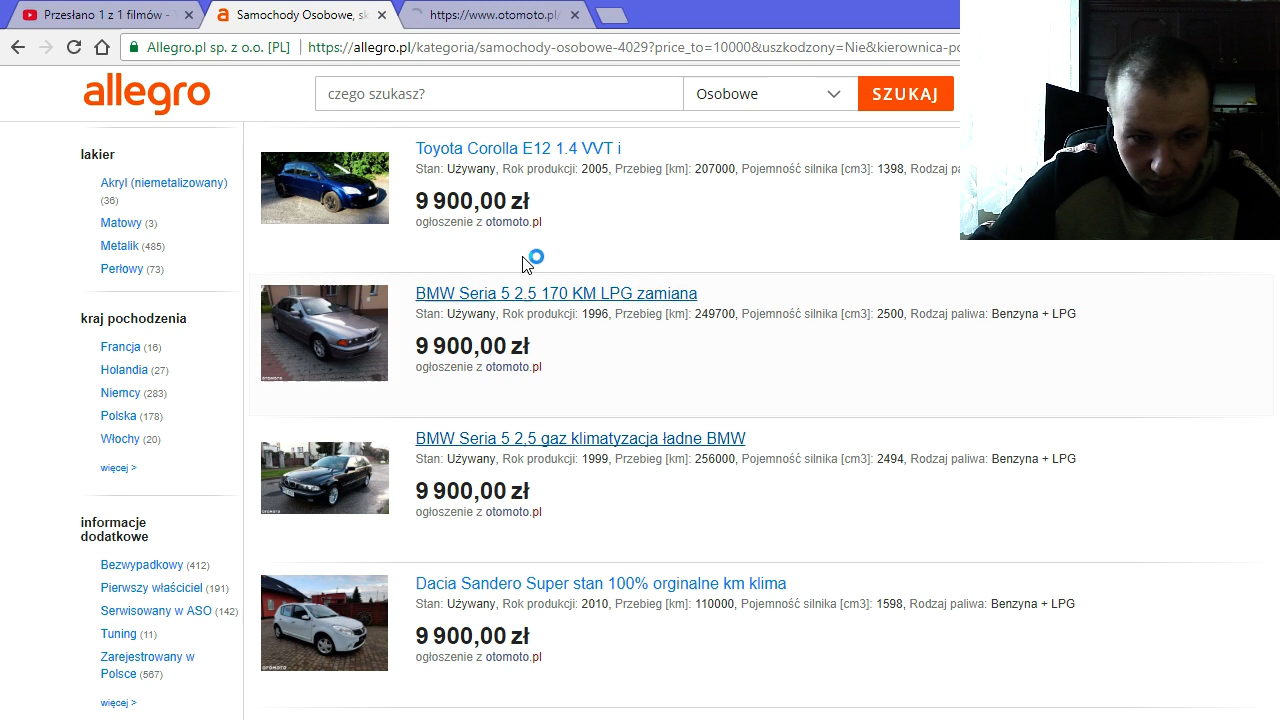 Przesłano 1 z 1 filmów -
Samochody Osobowe, sk
https://www.otomoto.pl/
Allegro.pl sp. z o.o. [PL]
https://allegro.pl/kategoria/samochody-osobowe-4029?price_to=10000&uszkodzony=Nie&kierownica-po
allegro
czego szukasz?
Osobowe
SZUKAJ
lakier
Akryl (niemetalizowany)
(36)
Matowy (3)
Metalik (485)
Perłowy (73)
kraj pochodzenia
Francja (16)
Holandia (27)
Niemcy (283)
Polska (178)
Włochy (20)
więcej >
informacje
dodatkowe
Bezwypadkowy (412)
Pierwszy właściciel (191)
Serwisowany w ASO (142)
Tuning (11)
Zarejestrowany w
Polsce (567)
więcej >
Toyota Corolla E12 1.4 VVT i
Stan: Używany, Rok produkcji: 2005, Przebieg [km]: 207000, Pojemność silnika [cm3]: 1398, Rodzaj pa
9 900,00 zł
ogłoszenie z otomoto.pl
BMW Seria 5 2.5 170 KM LPG zamiana
Stan: Używany, Rok produkcji: 1996, Przebieg [km]: 249700, Pojemność silnika [cm3]: 2500, Rodzaj paliwa: Benzyna + LPG
9 900,00 zł
ogłoszenie z otomoto.pl
BMW Seria 5 2,5 gaz klimatyzacja ładne BMW
Stan: Używany, Rok produkcji: 1999, Przebieg [km]: 256000, Pojemność silnika [cm3]: 2494, Rodzaj paliwa: Benzyna + LPG
9 900,00 zł
ogłoszenie z otomoto.pl
Dacia Sandero Super stan 100% orginalne km klima
Stan: Używany, Rok produkcji: 2010, Przebieg [km]: 110000, Pojemność silnika [cm3]: 1598, Rodzaj paliwa: Benzyna + LPG
9 900,00 zł
ogłoszenie z otomoto.pl